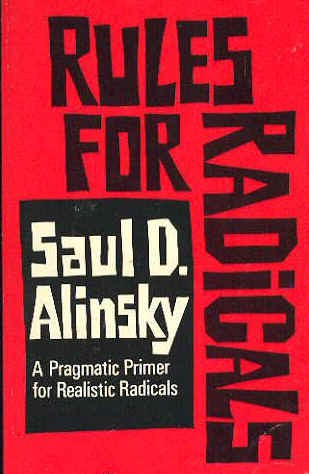 RULES
FOR
RADiCALS
Saul D.
Alinsky
A Pragmatic Primer
for Realistic Radicals